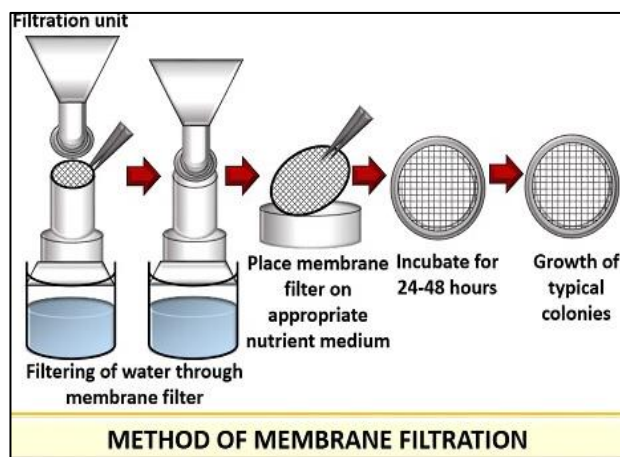 Filtration unit
Filtering of water through
membrane filter
Place membrane
filter on
appropriate
nutrient medium
Incubate for
24-48 hours
Growth of
typical
colonies
METHOD OF MEMBRANE FILTRATION